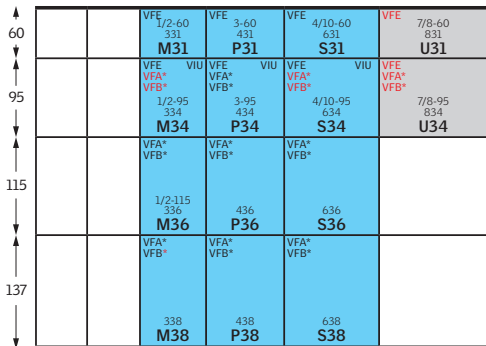 60
VFE
1/2-60
331
M31
VFE
3-60
431
P31
VFE
4/10-60
631
S31
VFE
7/8-60
831
U31
95
VFE VIU
VFA*
VFB*
1/2-95
334
M34
VFE VIU
VFA*
VFB*
3-95
434
P34
VFE VIU
VFA*
VFB*
4/10-95
634
S34
VFE
VFA*
VFB*
7/8-95
834
U34
115
VFA*
VFB*
1/2-115
336
M36
VFA*
VFB*
436
P36
VFA*
VFB*
636
S36
137
VFA*
VFB*
338
M38
VFA*
VFB*
438
P38
VFA*
VFB*
638
S38